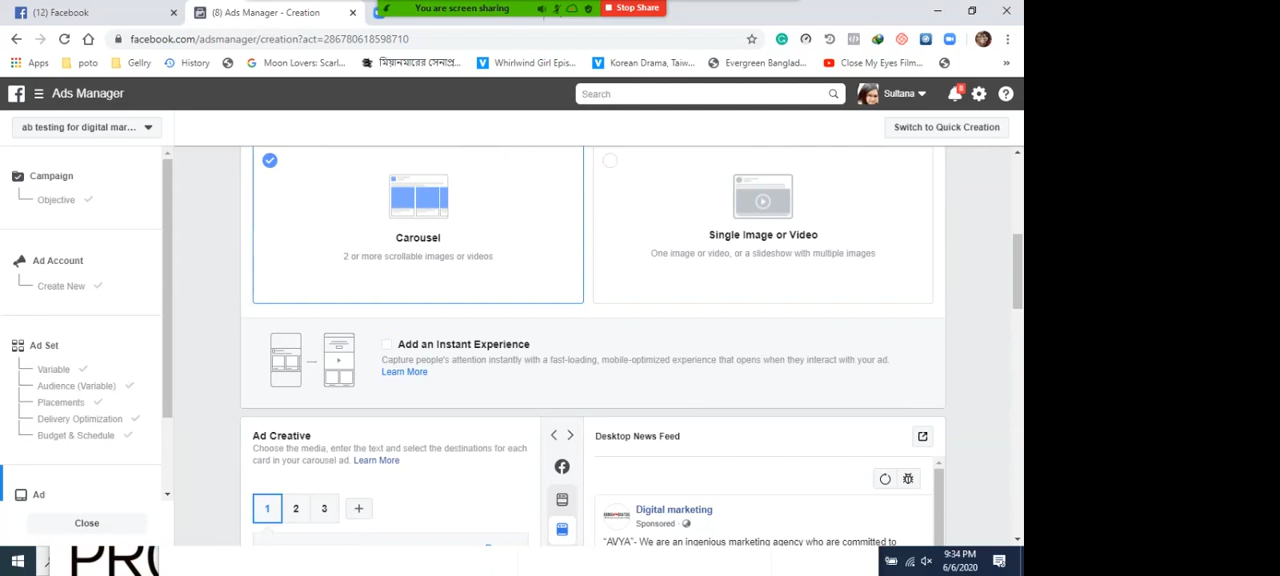 (12) Facebook
(8) Ads Manager - Creation
You are screen sharing
Stop Share
facebook.com/adsmanager/creation?act=286780618598710
Apps
poto
Gellry
History
Moon Lovers: Scarl...
মিয়ানমারের সেনাপ্র...
Whirlwind Girl Epis...
Korean Drama, Taiw...
Evergreen Banglad...
Close My Eyes Film...
»
Ads Manager
Search
Sultana
8
ab testing for digital mar...
Switch to Quick Creation
Campaign
Objective
Ad Account
Create New
Ad Set
Variable
Audience (Variable)
Placements
Delivery Optimization
Budget & Schedule
Ad
Close
Carousel
2 or more scrollable images or videos
Single Image or Video
One image or video, or a slideshow with multiple images
Add an Instant Experience
Capture people's attention instantly with a fast-loading, mobile-optimized experience that opens when they interact with your ad.
Learn More
Ad Creative
Choose the media, enter the text and select the destinations for each
card in your carousel ad. Learn More
1 2 3 +
Desktop News Feed
Digital marketing
Sponsored
"AVYA"- We are an ingenious marketing agency who are committed to
9:34 PM
6/6/2020